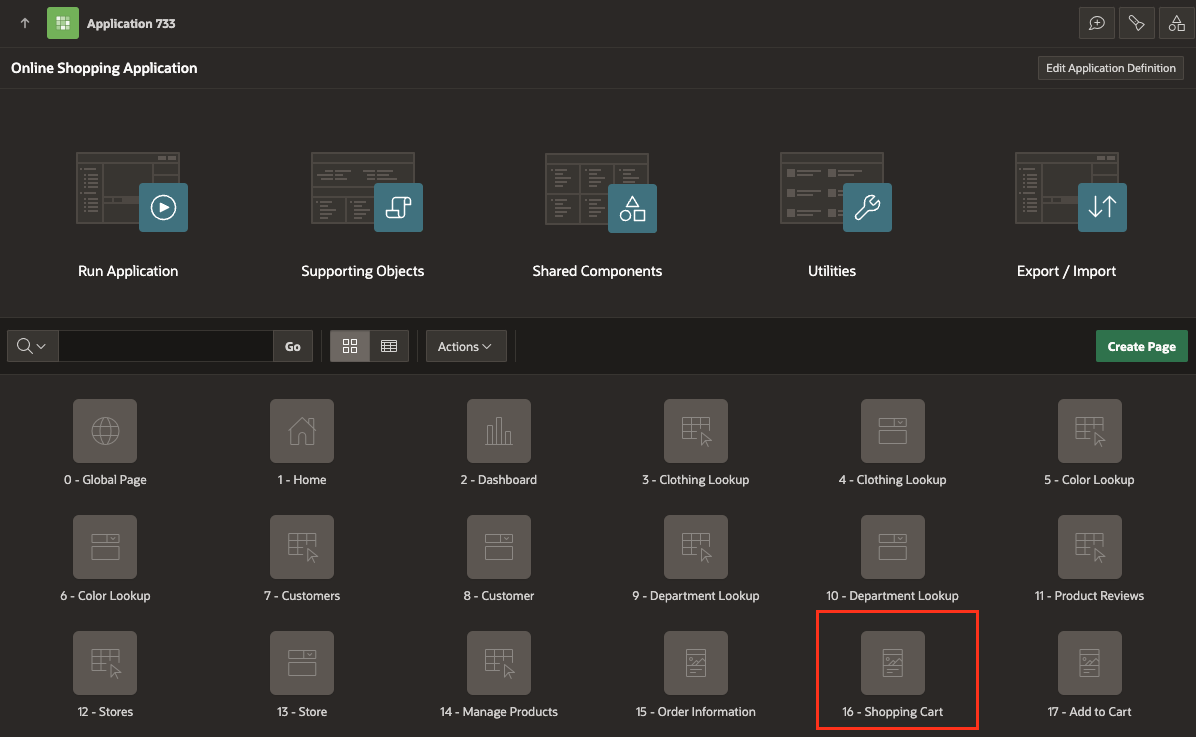 Application 733
Online Shopping Application
Edit Application Definition
Run Application
Supporting Objects
Shared Components
Utilities
Export / Import
Go
Actions
Create Page
0 - Global Page
1 - Home
2 - Dashboard
3 - Clothing Lookup
4 - Clothing Lookup
5 - Color Lookup
6 - Color Lookup
7 - Customers
8 - Customer
9 - Department Lookup
10 - Department Lookup
11 - Product Reviews
12 - Stores
13 - Store
14 - Manage Products
15 - Order Information
16 - Shopping Cart
17 - Add to Cart